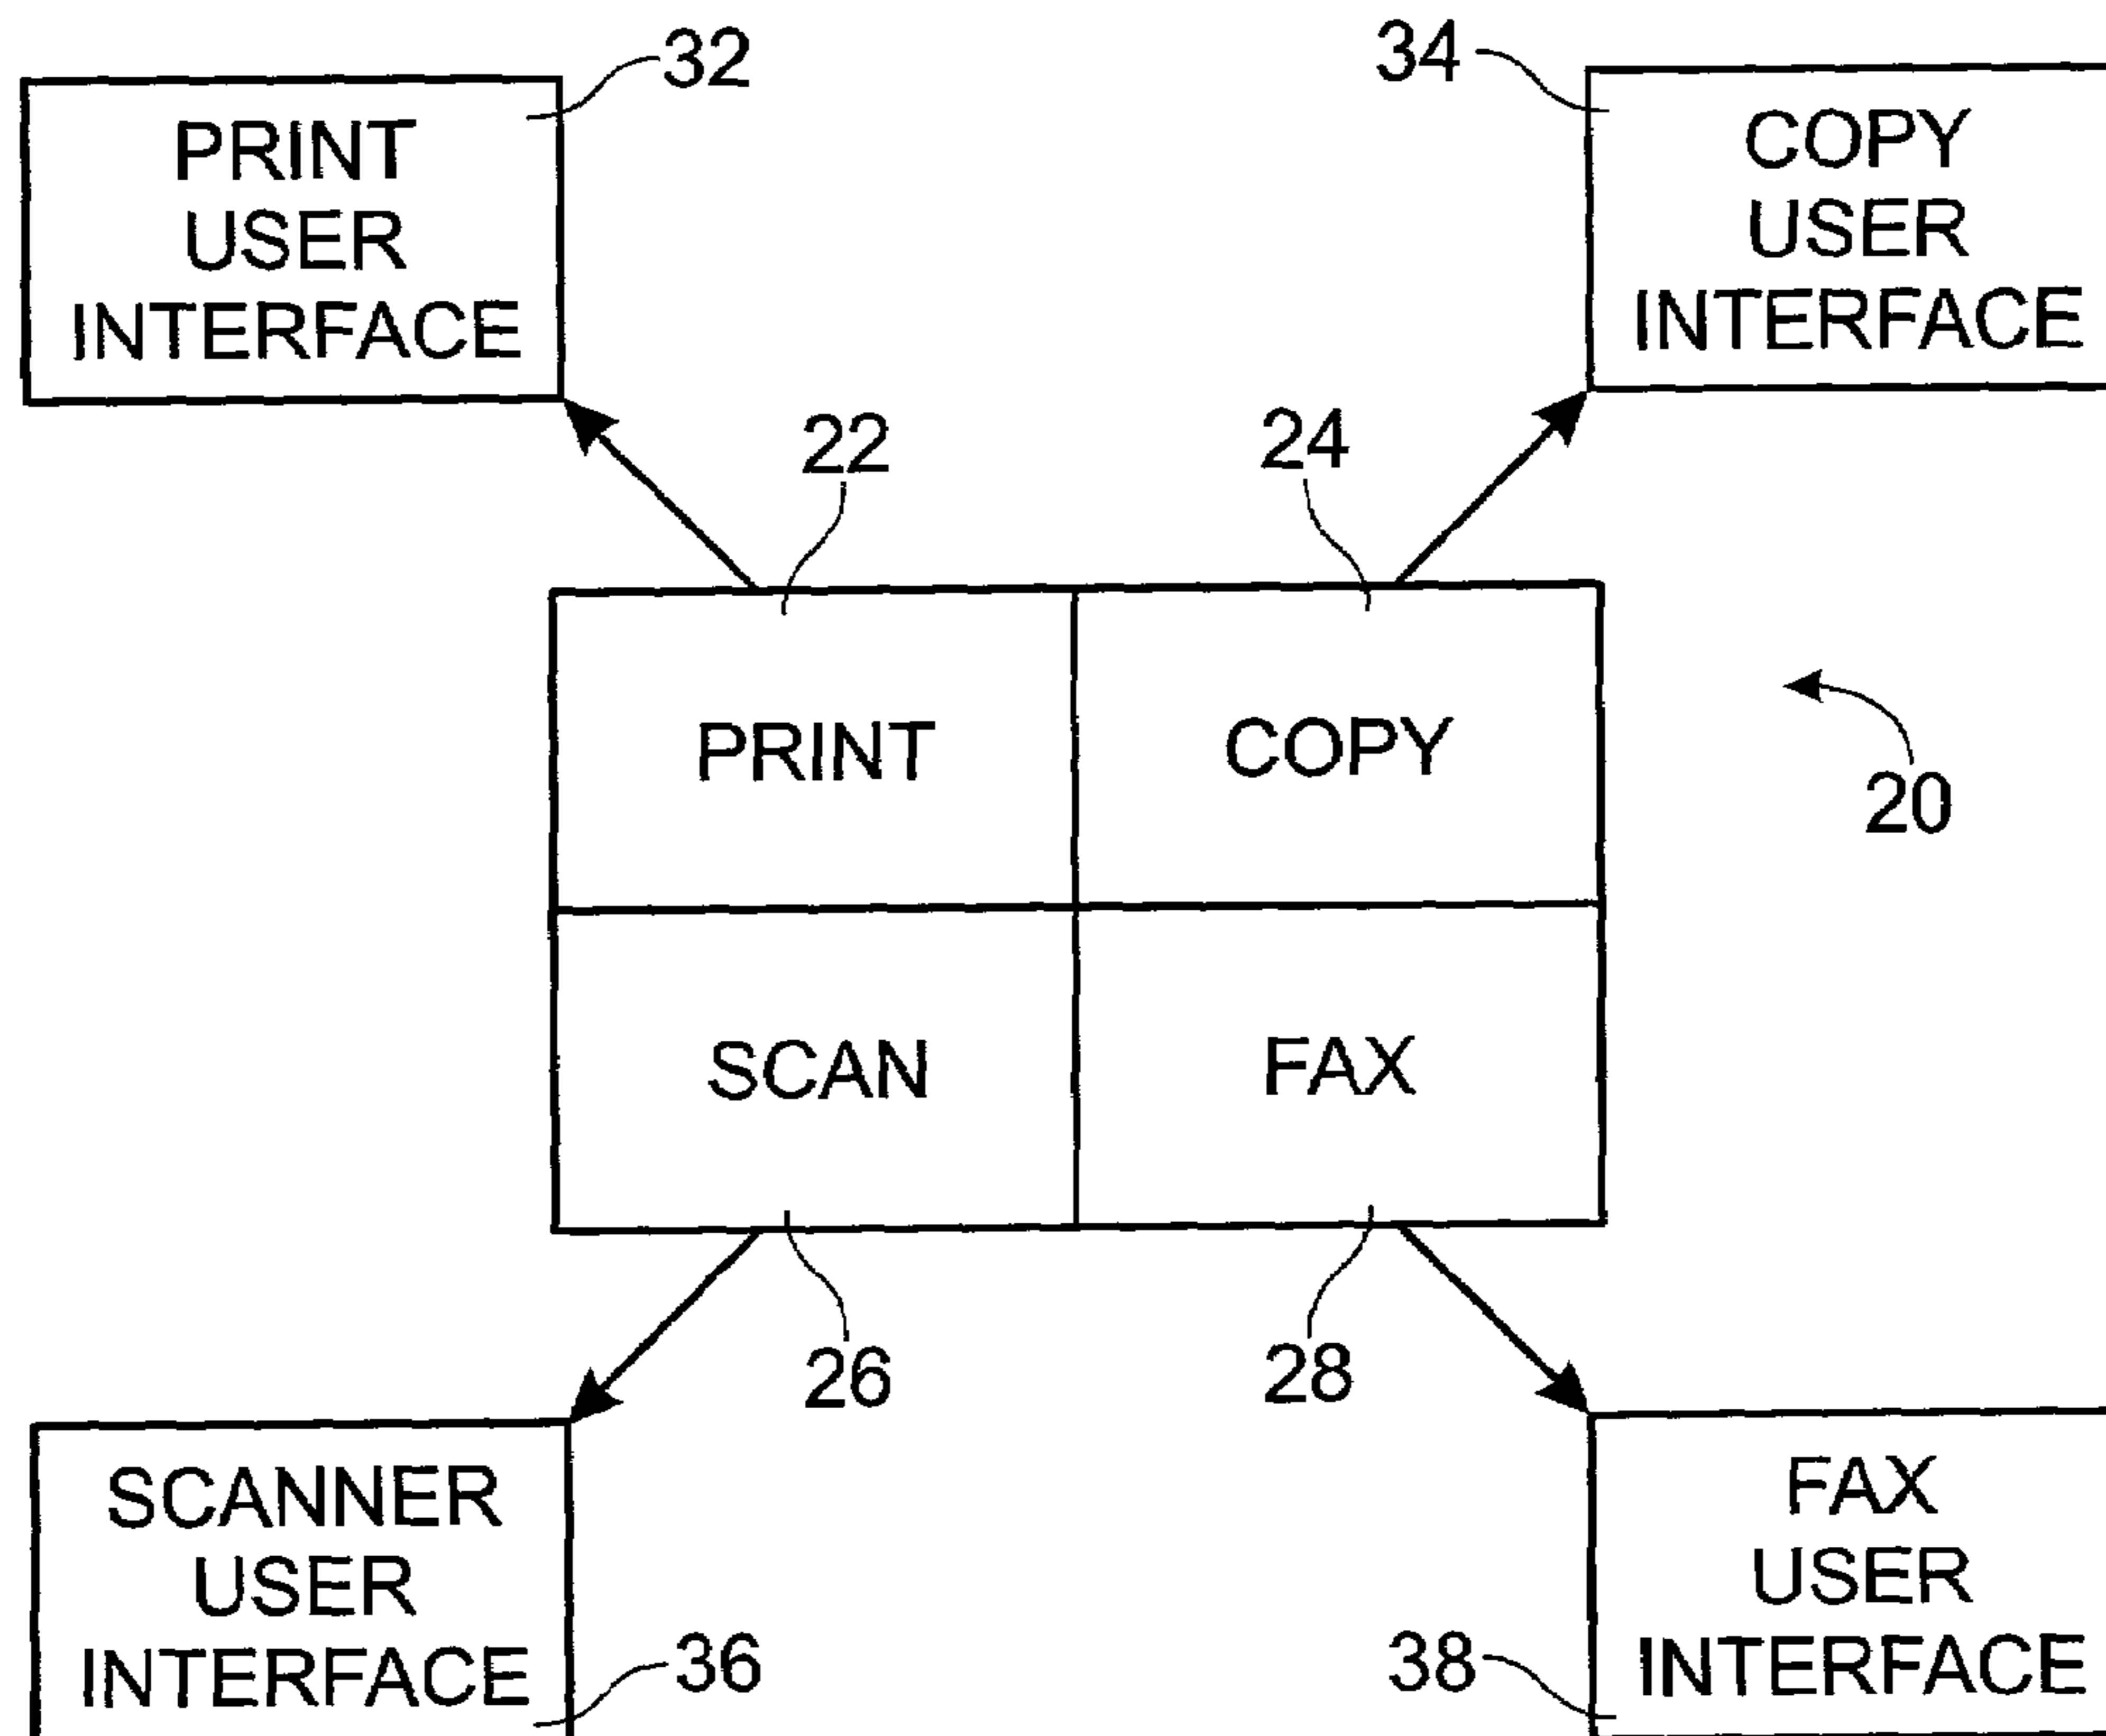 32
34
PRINT
USER
INTERFACE
COPY
USER
INTERFACE
22
24
PRINT
COPY
20
SCAN
FAX
26
28
SCANNER
USER
INTERFACE
36
FAX
USER
INTERFACE
38